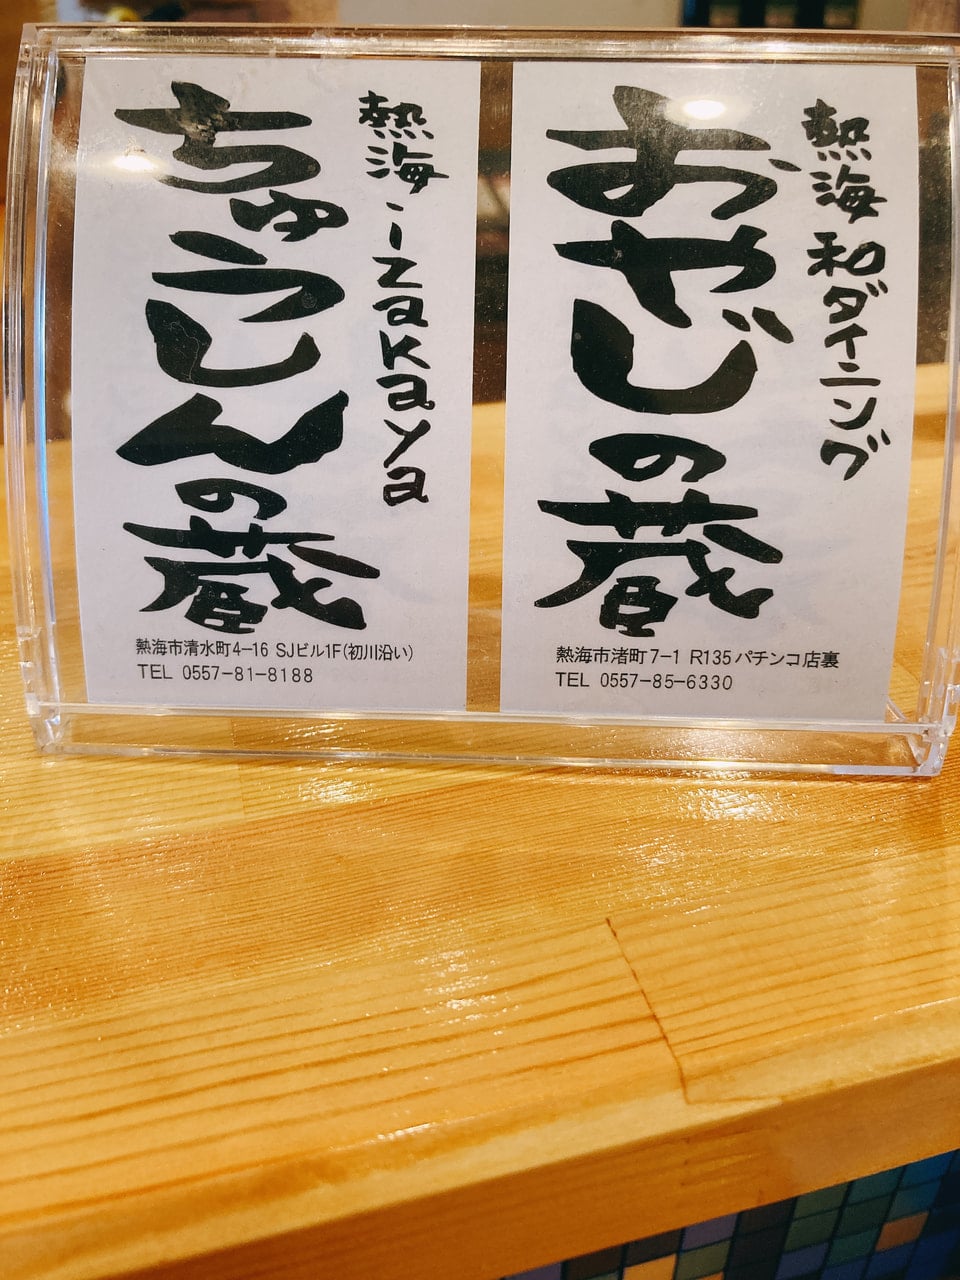 熱海 izakaya
ちゅうしんの蔵
熱海市清水町4-16 SJビル1F(初川沿い)
TEL 0557-81-8188
熱海 和ダイニング
おやじの蔵
熱海市渚町7-1 R135パチンコ店裏
TEL 0557-85-6330